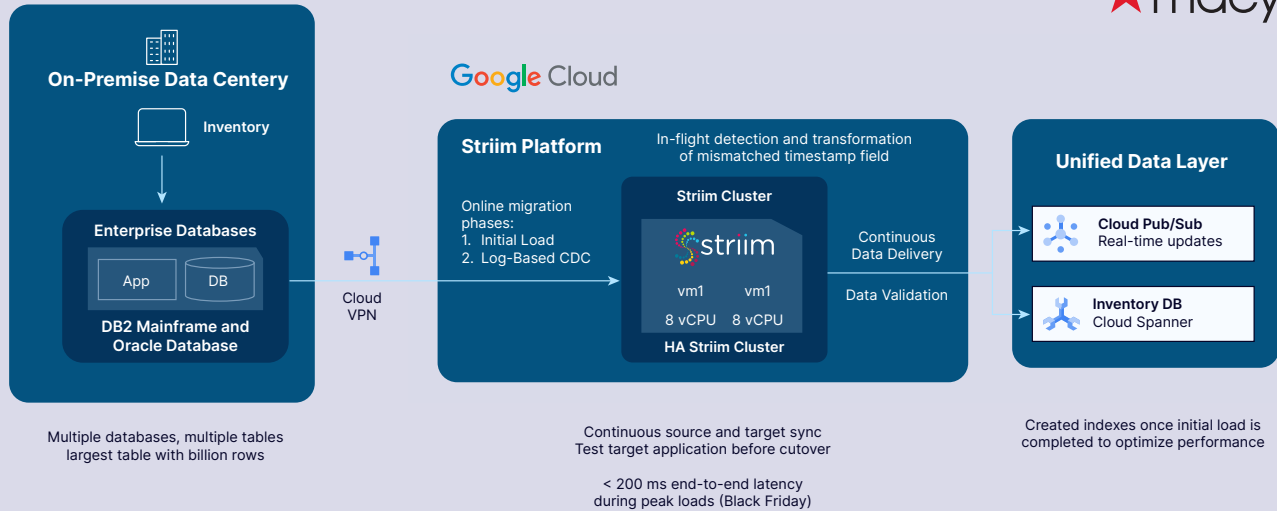 macy
On-Premise Data Centery
Inventory
Enterprise Databases
App
DB
DB2 Mainframe and
Oracle Database
Multiple databases, multiple tables
largest table with billion rows
Cloud
VPN
Google Cloud
Striim Platform
In-flight detection and transformation
of mismatched timestamp field
Online migration
phases:
1. Initial Load
2. Log-Based CDC
Striim Cluster
striim
vm1 vm1
8 vCPU 8 vCPU
HA Striim Cluster
Continuous
Data Delivery
Data Validation
Continuous source and target sync
Test target application before cutover
< 200 ms end-to-end latency
during peak loads (Black Friday)
Unified Data Layer
Cloud Pub/Sub
Real-time updates
Inventory DB
Cloud Spanner
Created indexes once initial load is
completed to optimize performance